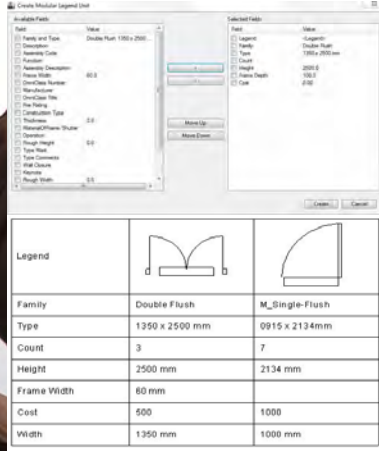 Create Modular Legend Unit
Available Fields
Field Value
Family and Type Double Flush 1350 x 2500 ...
Description
Assembly Code
Function
Assembly Description
Frame Width 60.0
OmniClass Number
Manufacturer
OmniClass Title
Fire Rating
Construction Type
Thickness
Operation
Rough Height 0.0
Type Mark
Type Comments
Wall Closure
Keynote
Rough Width 0.0
Move Up
Move Down
Selected Fields
Field Value
Legend <Legend>
Family Double Flush
Type 1350 x 2500 mm
Count
Height 2500.0
Frame Depth
Cost 0.00
Create Cancel
Legend
Family Double Flush M_Single-Flush
Type 1350 x 2500 mm 0915 x 2134mm
Count 3 7
Height 2500 mm 2134 mm
Frame Width 60 mm
Cost 500 1000
Width 1350 mm 1000 mm